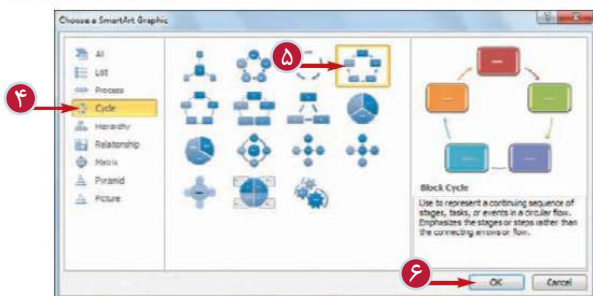 Choose a SmartArt Graphic
All
List
Process
Cycle
Hierarchy
Relationship
Matrix
Pyramid
Picture
۴
۵
Block Cycle
Use to represent a continuing sequence of
stages, tasks, or events in a circular flow.
Emphasizes the stages or steps rather than
the connecting arrows or flow.
۶
OK
Cancel